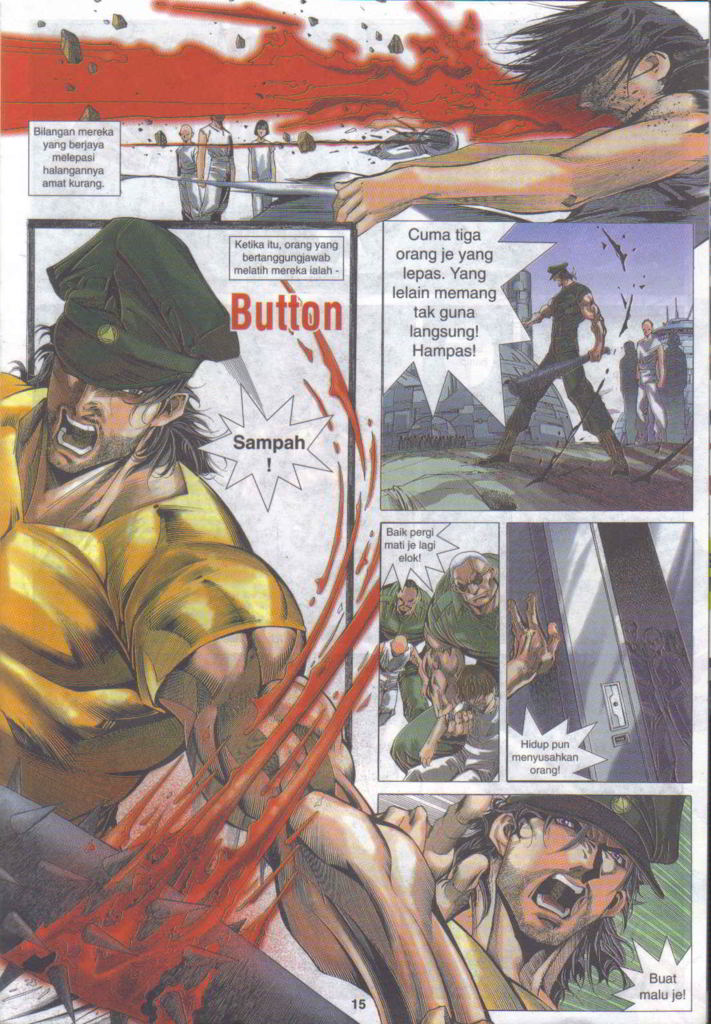 Bilangan mereka
yang berjaya
melepasi
halangannya
amat kurang.
Ketika itu, orang yang
bertanggungjawab
melatih mereka ialah -
Button
Sampah
!
Cuma tiga
orang je yang
lepas. Yang
lelain memang
tak guna
langsung!
Hampas!
Baik pergi
mati je lagi
elok!
Hidup pun
menyusahkan
orang!
Buat
malu je!
15